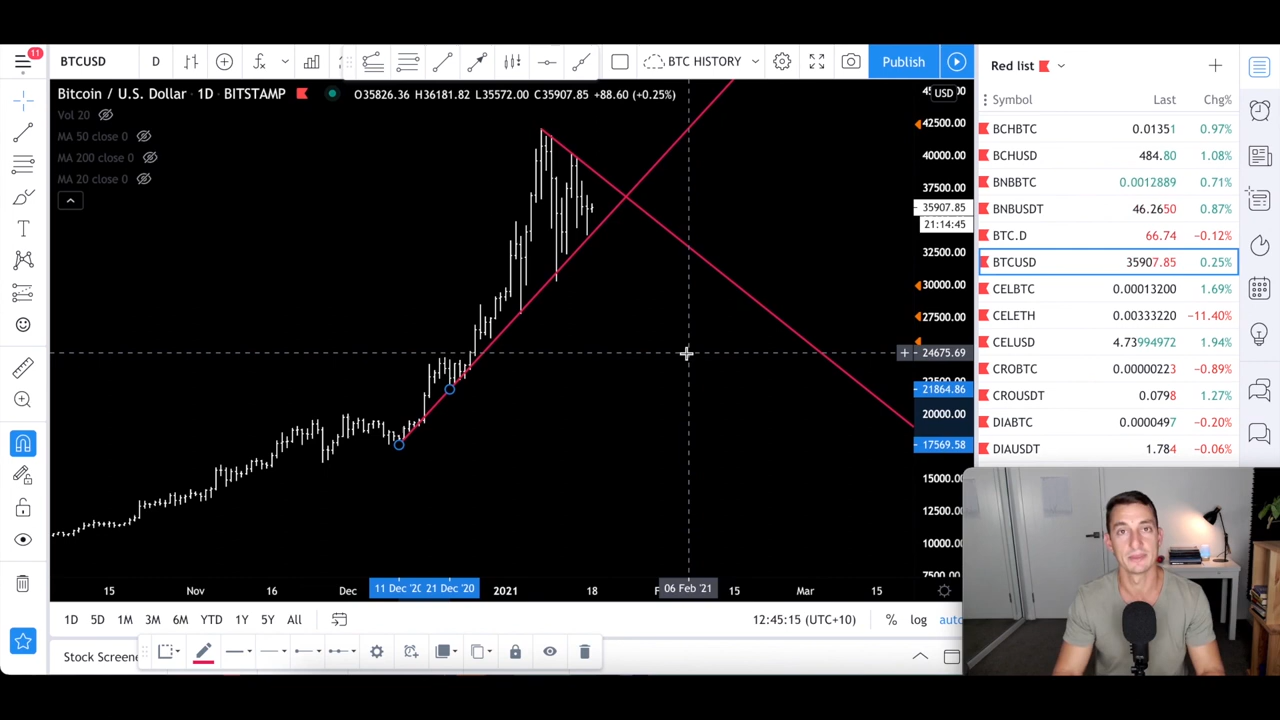 11
BTCUSD D BTC HISTORY Publish
Bitcoin / U.S. Dollar 1D BITSTAMP O35826.36 H36181.82 L35572.00 C35907.85 +88.60 (+0.25%)
Vol 20
MA 50 close 0
MA 200 close 0
MA 20 close 0
USD
42500.00
40000.00
37500.00
35907.85
21:14:45
32500.00
30000.00
27500.00
24675.69
21864.86
20000.00
17569.58
15000.00
12500.00
10000.00
7500.00
15 Nov 16 Dec 11 Dec '20 21 Dec '20 2021 18 06 Feb '21 15 Mar 15
1D 5D 1M 3M 6M YTD 1Y 5Y All 12:45:15 (UTC+10) % log auto
Stock Screene
Red list
Symbol Last Chg%
BCHBTC 0.01351 0.97%
BCHUSD 484.80 1.08%
BNBBTC 0.0012889 0.71%
BNBUSDT 46.2650 0.87%
BTC.D 66.74 −0.12%
BTCUSD 35907.85 0.25%
CELBTC 0.00013200 1.69%
CELETH 0.00333220 −11.40%
CELUSD 4.73994972 1.94%
CROBTC 0.00000223 −0.89%
CROUSDT 0.0798 1.27%
DIABTC 0.0000497 −0.20%
DIAUSDT 1.784 −0.06%